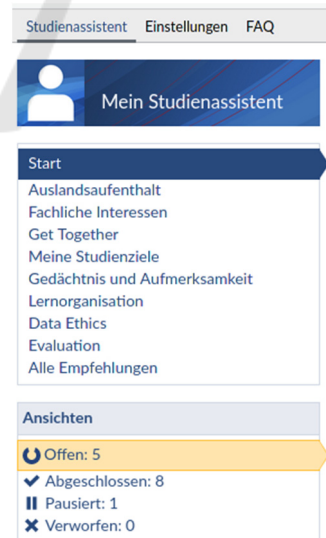 Studienassistent Einstellungen FAQ
Mein Studienassistent
Start
Auslandsaufenthalt
Fachliche Interessen
Get Together
Meine Studienziele
Gedächtnis und Aufmerksamkeit
Lernorganisation
Data Ethics
Evaluation
Alle Empfehlungen
Ansichten
Offen: 5
Abgeschlossen: 8
Pausiert: 1
Verworfen: 0